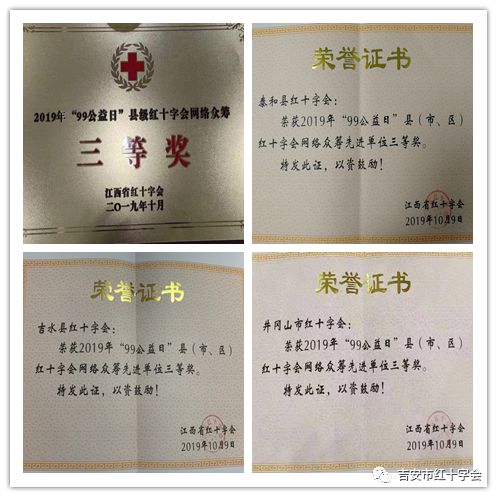 2019年“99公益日”县级红十字会网络众筹
三等奖
江西省红十字会
二〇一九年十月
荣誉证书
泰和县红十字会：
荣获2019年“99公益日”县（市、区）
红十字会网络众筹先进单位三等奖。
特发此证，以资鼓励！
江西省红十字会
2019年10月9日
荣誉证书
吉水县红十字会：
荣获2019年“99公益日”县（市、区）
红十字会网络众筹先进单位三等奖。
特发此证，以资鼓励！
江西省红十字会
2019年10月9日
荣誉证书
井冈山市红十字会：
荣获2019年“99公益日”县（市、区）
红十字会网络众筹先进单位三等奖。
特发此证，以资鼓励！
江西省红十字会
2019年10月9日
吉安市红十字会